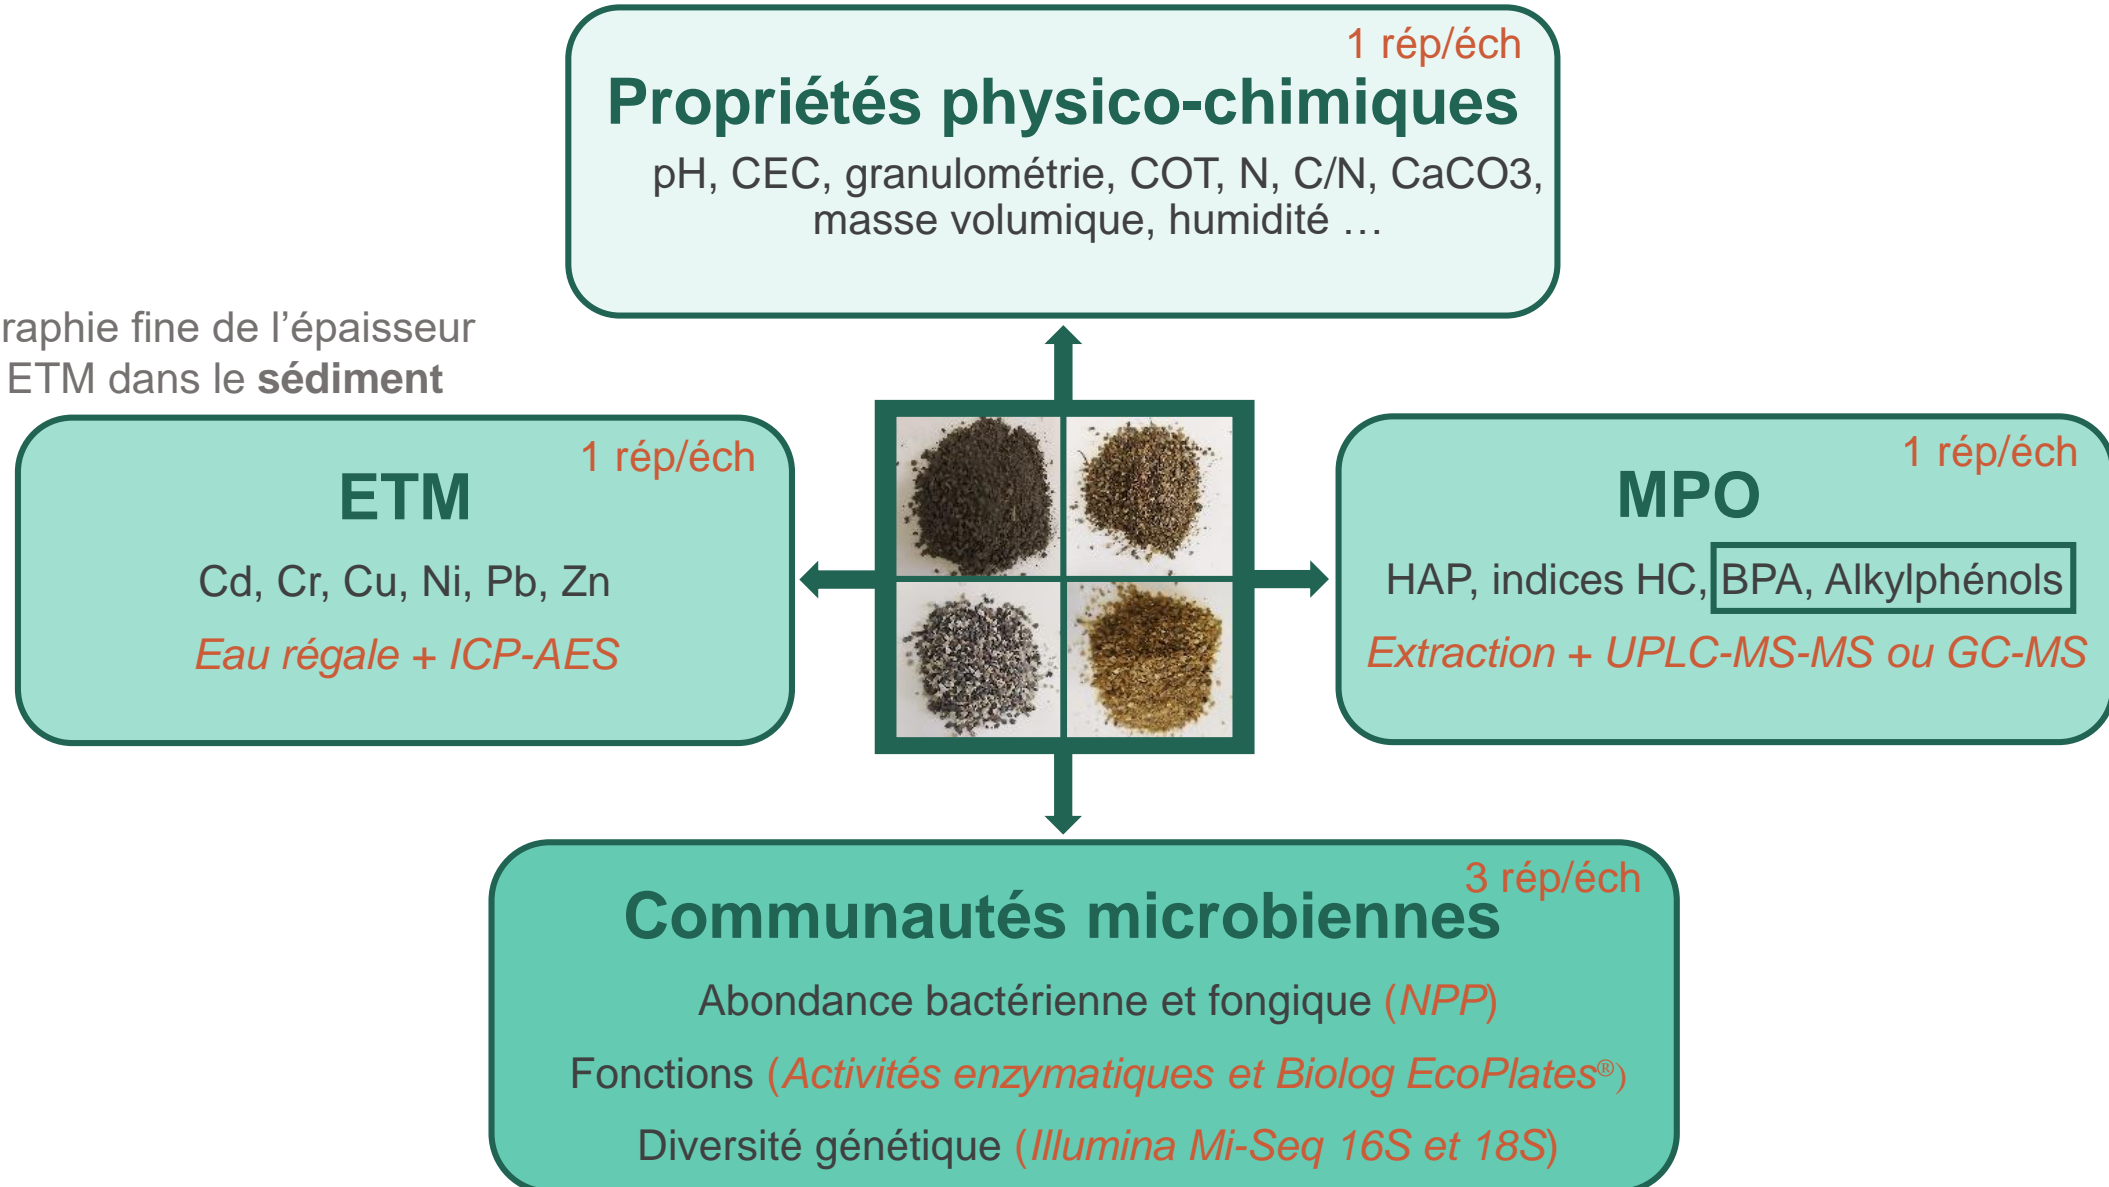 1 rép/éch
Propriétés physico-chimiques
pH, CEC, granulométrie, COT, N, C/N, CaCO3,
masse volumique, humidité …
raphie fine de l’épaisseur
ETM dans le sédiment
1 rép/éch
ETM
Cd, Cr, Cu, Ni, Pb, Zn
Eau régale + ICP-AES
1 rép/éch
MPO
HAP, indices HC, BPA, Alkylphénols
Extraction + UPLC-MS-MS ou GC-MS
3 rép/éch
Communautés microbiennes
Abondance bactérienne et fongique (NPP)
Fonctions (Activités enzymatiques et Biolog EcoPlates®)
Diversité génétique (Illumina Mi-Seq 16S et 18S)